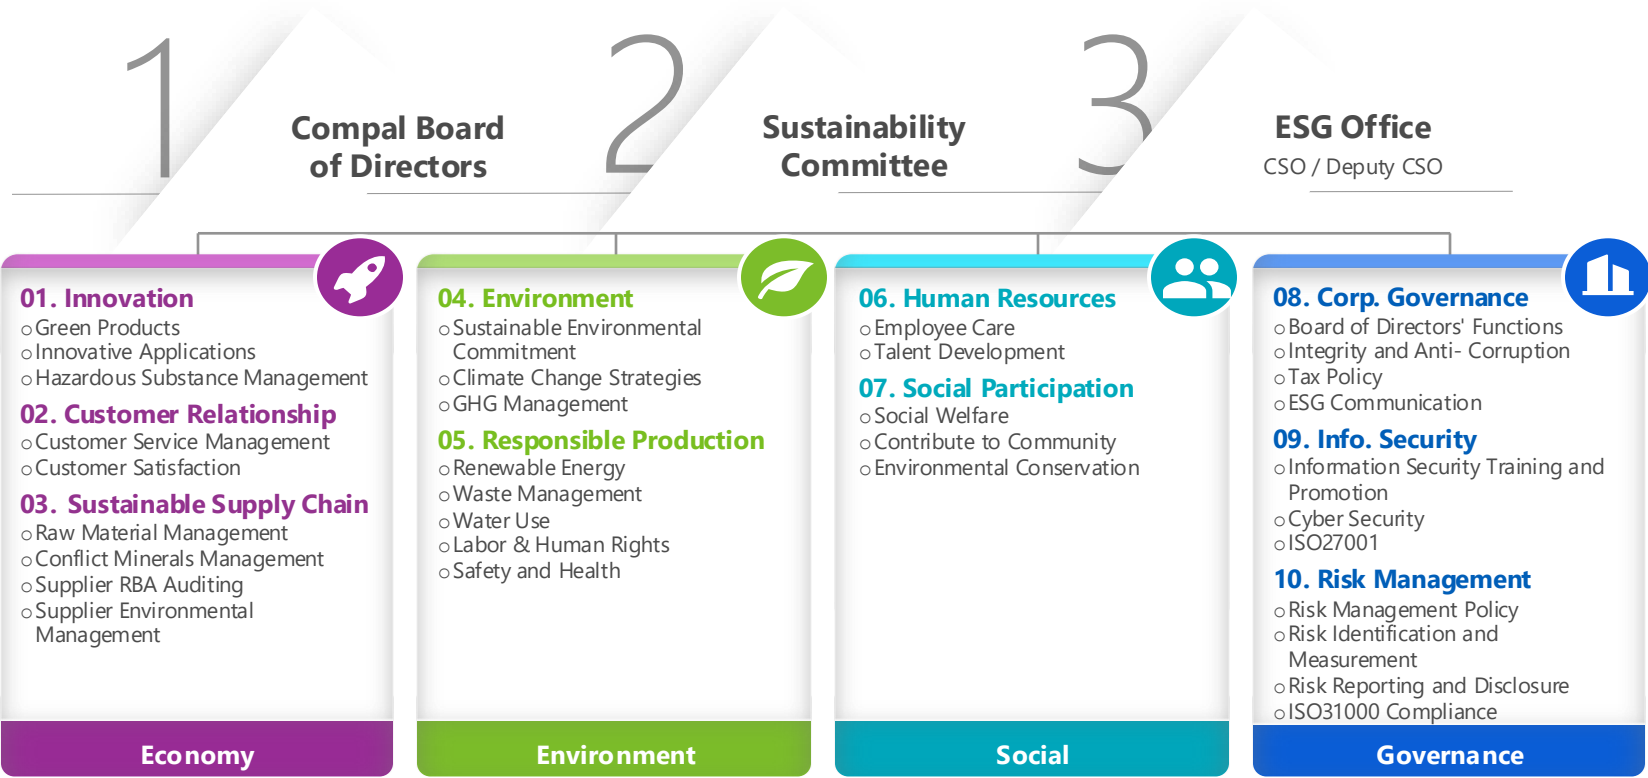 1
Compal Board
of Directors
2
Sustainability
Committee
3
ESG Office
CSO / Deputy CSO
01. Innovation
○Green Products
○Innovative Applications
○Hazardous Substance Management
02. Customer Relationship
○Customer Service Management
○Customer Satisfaction
03. Sustainable Supply Chain
○Raw Material Management
○Conflict Minerals Management
○Supplier RBA Auditing
○Supplier Environmental
Management
Economy
04. Environment
○Sustainable Environmental
Commitment
○Climate Change Strategies
○GHG Management
05. Responsible Production
○Renewable Energy
○Waste Management
○Water Use
○Labor & Human Rights
○Safety and Health
Environment
06. Human Resources
○Employee Care
○Talent Development
07. Social Participation
○Social Welfare
○Contribute to Community
○Environmental Conservation
Social
08. Corp. Governance
○Board of Directors' Functions
○Integrity and Anti- Corruption
○Tax Policy
○ESG Communication
09. Info. Security
○Information Security Training and
Promotion
○Cyber Security
○ISO27001
10. Risk Management
○Risk Management Policy
○Risk Identification and
Measurement
○Risk Reporting and Disclosure
○ISO31000 Compliance
Governance